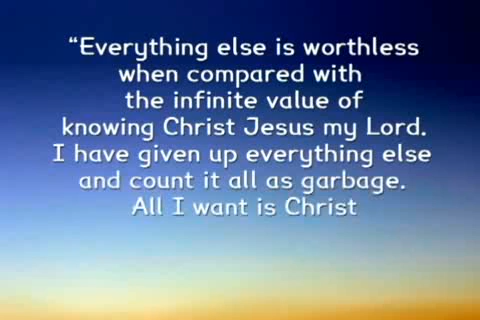 “Everything else is worthless
when compared with
the infinite value of
knowing Christ Jesus my Lord.
I have given up everything else
and count it all as garbage.
All I want is Christ